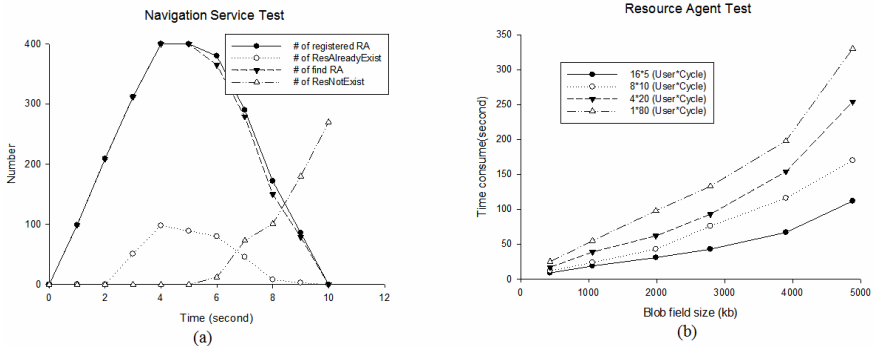 Navigation Service Test
400
300
200
100
0
Number
# of registered RA
# of ResAlreadyExist
# of find RA
# of ResNotExist
0 2 4 6 8 10 12
Time (second)
(a)
Resource Agent Test
350
300
250
200
150
100
50
0
Time consume(second)
16*5 (User*Cycle)
8*10 (User*Cycle)
4*20 (User*Cycle)
1*80 (User*Cycle)
0 1000 2000 3000 4000 5000
Blob field size (kb)
(b)